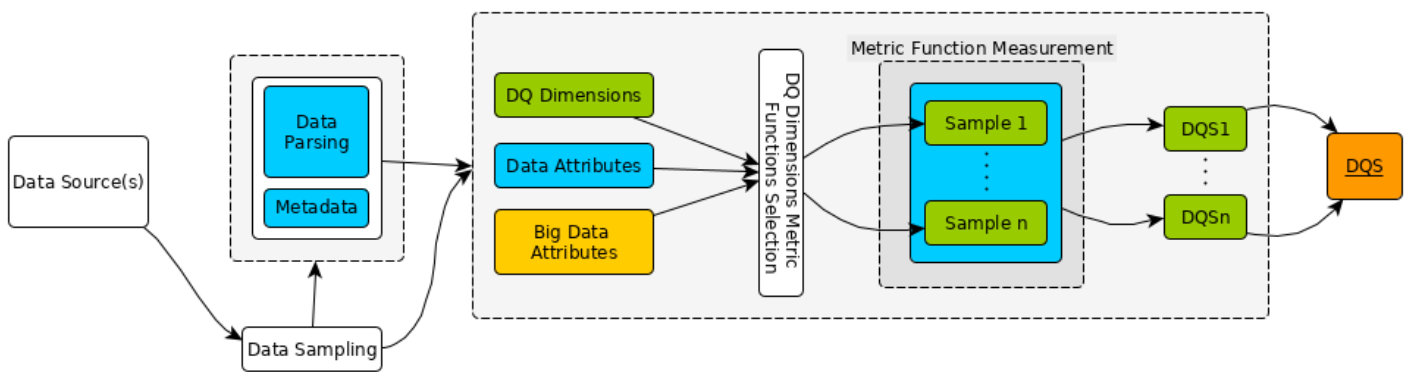 Data Source(s)
Data
Parsing
Metadata
Data Sampling
DQ Dimensions
Data Attributes
Big Data
Attributes
DQ Dimensions Metric
Functions Selection
Metric Function Measurement
Sample 1
Sample n
DQS1
DQSn
DQS